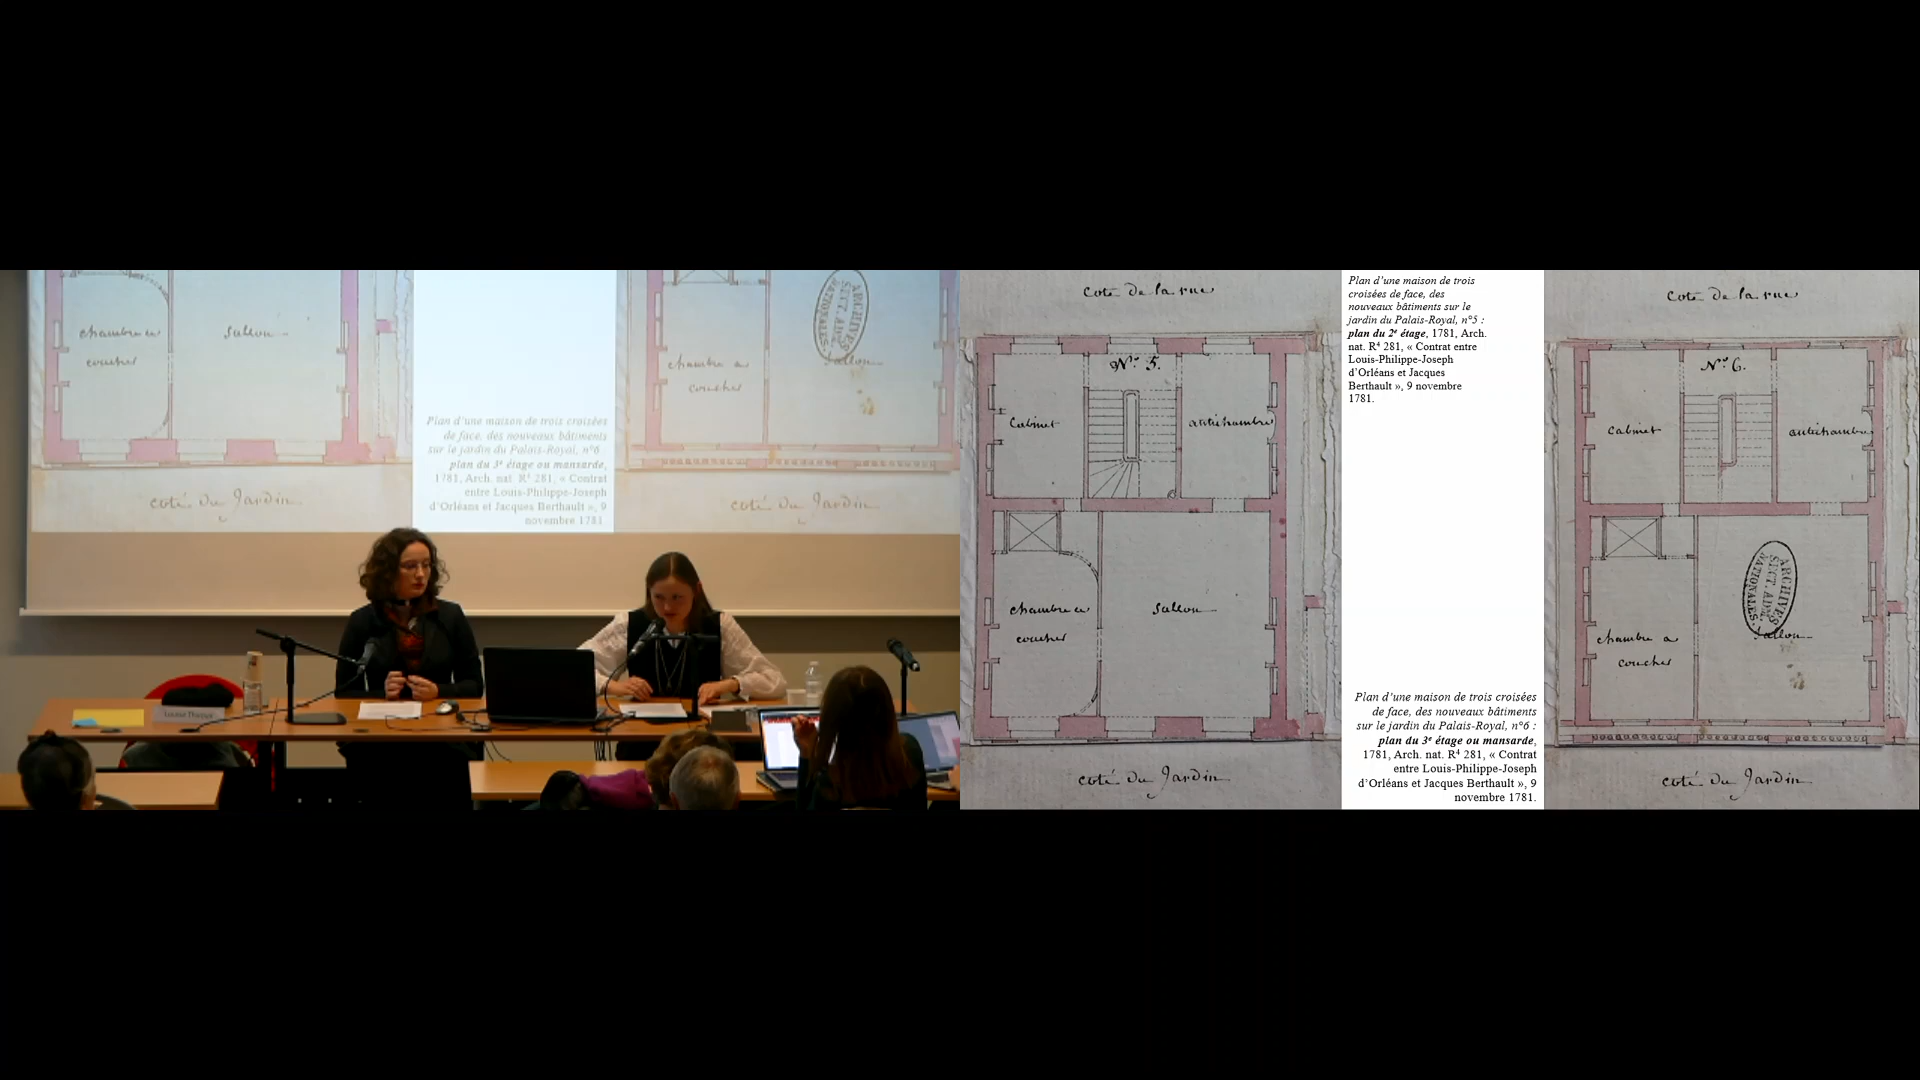 chambre a
coucher
Sallon
chambre a
coucher
ARCHIVES
SECT. ADM.
NATIONALES
Sallon
Plan d'une maison de trois croisées
de face, des nouveaux bâtiments
sur le jardin du Palais-Royal, n°6 :
plan du 3e étage ou mansarde,
1781, Arch. nat. R4 281, « Contrat
entre Louis-Philippe-Joseph
d'Orléans et Jacques Berthault », 9
novembre 1781.
coté du Jardin
coté du Jardin
Coté de la rue
N.o 5.
Cabinet
antichambre
chambre a
coucher
Sallon
coté du Jardin
Plan d'une maison de trois
croisées de face, des
nouveaux bâtiments sur le
jardin du Palais-Royal, n°5 :
plan du 2e étage, 1781, Arch.
nat. R4 281, « Contrat entre
Louis-Philippe-Joseph
d'Orléans et Jacques
Berthault », 9 novembre
1781.
Plan d'une maison de trois croisées
de face, des nouveaux bâtiments
sur le jardin du Palais-Royal, n°6 :
plan du 3e étage ou mansarde,
1781, Arch. nat. R4 281, « Contrat
entre Louis-Philippe-Joseph
d'Orléans et Jacques Berthault », 9
novembre 1781.
Coté de la rue
N.o 6.
Cabinet
antichambre
ARCHIVES
SECT. ADM.
NATIONALES
chambre a
coucher
Sallon
coté du Jardin